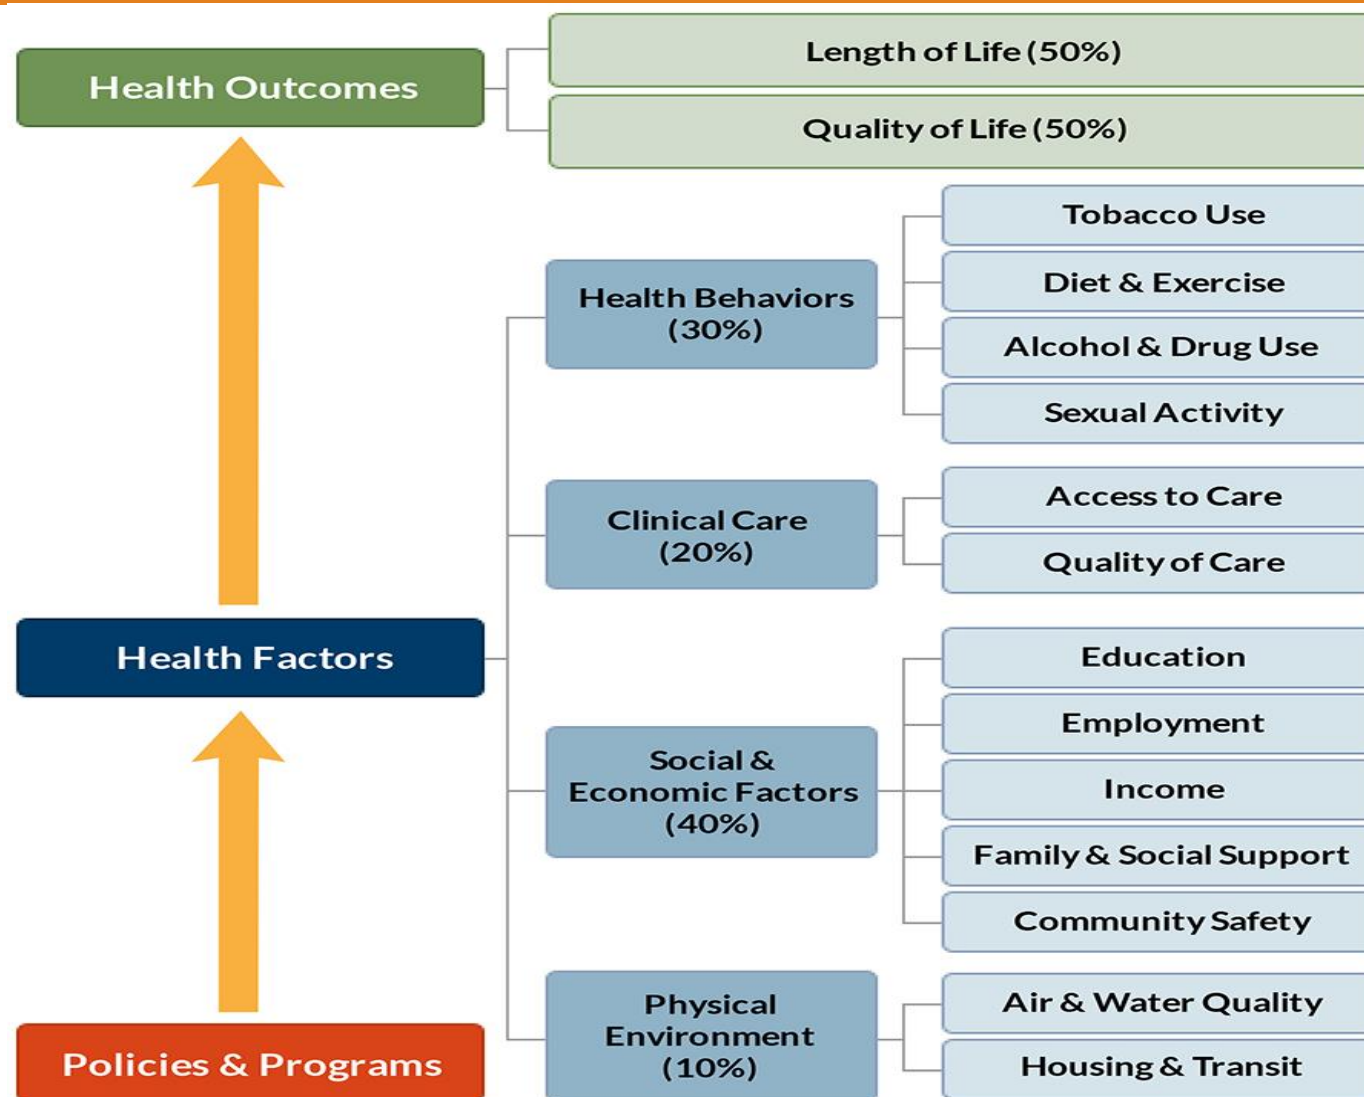 Health Outcomes
Length of Life (50%)
Quality of Life (50%)
Health Factors
Health Behaviors
(30%)
Tobacco Use
Diet & Exercise
Alcohol & Drug Use
Sexual Activity
Clinical Care
(20%)
Access to Care
Quality of Care
Social &
Economic Factors
(40%)
Education
Employment
Income
Family & Social Support
Community Safety
Physical
Environment
(10%)
Air & Water Quality
Housing & Transit
Policies & Programs